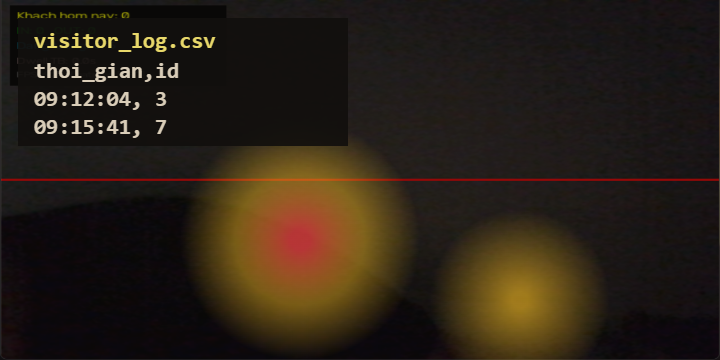 Khach hom nay: 0
visitor_log.csv
thoi_gian,id
09:12:04, 3
09:15:41, 7